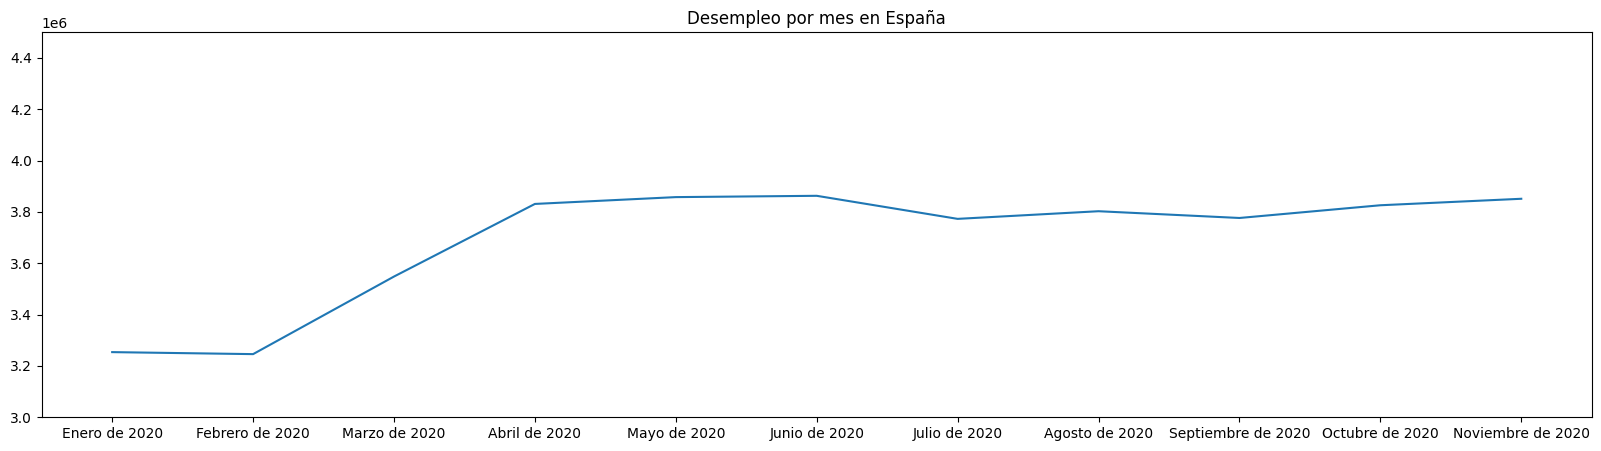 Desempleo por mes en España
1e6
4.4
4.2
4.0
3.8
3.6
3.4
3.2
3.0
Enero de 2020 Febrero de 2020 Marzo de 2020 Abril de 2020 Mayo de 2020 Junio de 2020 Julio de 2020 Agosto de 2020 Septiembre de 2020 Octubre de 2020 Noviembre de 2020